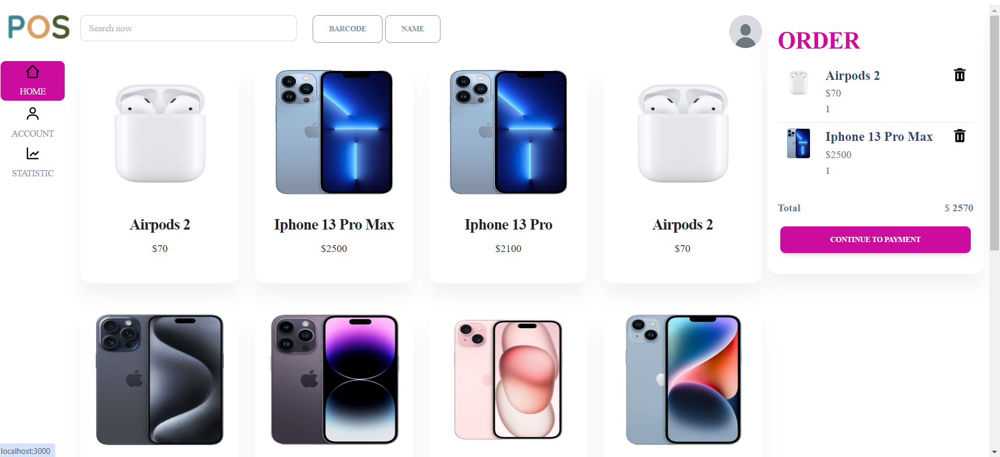 POS
Search now
BARCODE
NAME
HOME
ACCOUNT
STATISTIC
Airpods 2
$70
Iphone 13 Pro Max
$2500
Iphone 13 Pro
$2100
Airpods 2
$70
ORDER
Airpods 2
$70
1
Iphone 13 Pro Max
$2500
1
Total $ 2570
CONTINUE TO PAYMENT
localhost:3000